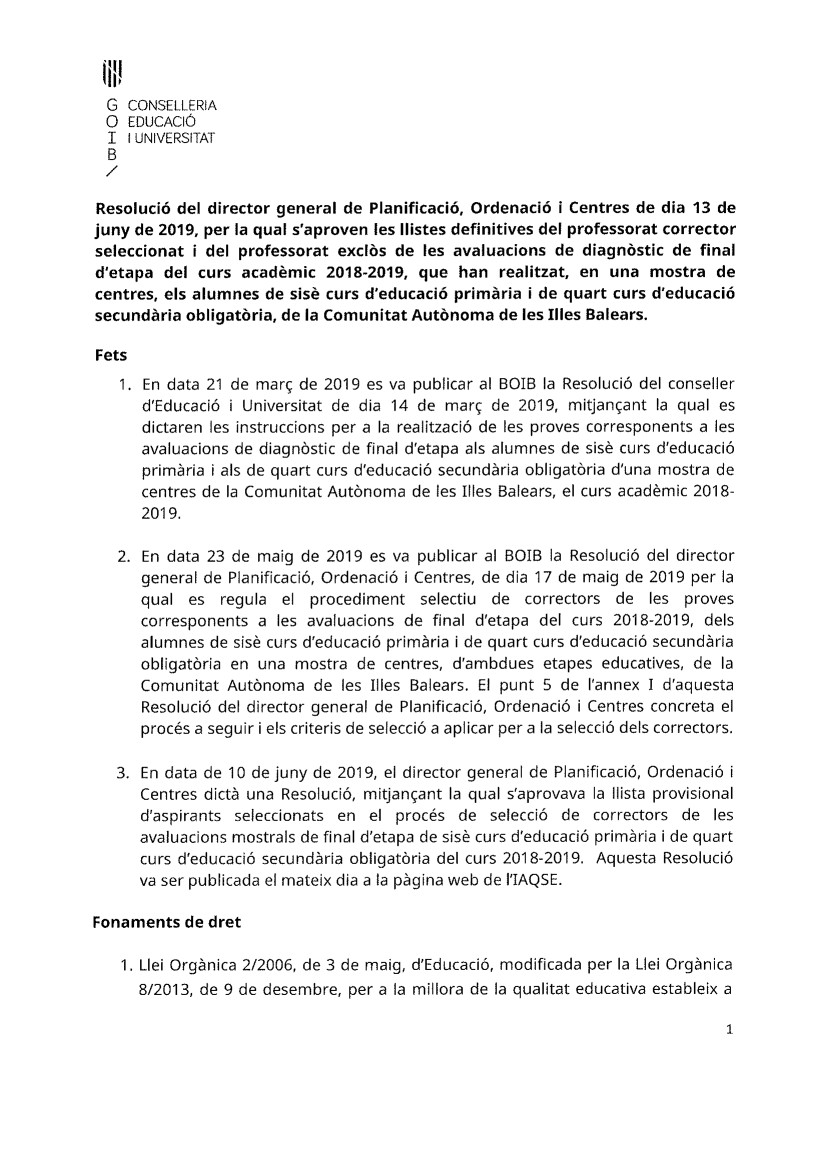 G CONSELLERIA
O EDUCACIÓ
I I UNIVERSITAT
B
/
Resolució del director general de Planificació, Ordenació i Centres de dia 13 de
juny de 2019, per la qual s’aproven les llistes definitives del professorat corrector
seleccionat i del professorat exclòs de les avaluacions de diagnòstic de final
d’etapa del curs acadèmic 2018-2019, que han realitzat, en una mostra de
centres, els alumnes de sisè curs d’educació primària i de quart curs d’educació
secundària obligatòria, de la Comunitat Autònoma de les Illes Balears.
Fets
1. En data 21 de març de 2019 es va publicar al BOIB la Resolució del conseller
d’Educació i Universitat de dia 14 de març de 2019, mitjançant la qual es
dictaren les instruccions per a la realització de les proves corresponents a les
avaluacions de diagnòstic de final d’etapa als alumnes de sisè curs d’educació
primària i als de quart curs d’educació secundària obligatòria d’una mostra de
centres de la Comunitat Autònoma de les Illes Balears, el curs acadèmic 2018-
2019.
2. En data 23 de maig de 2019 es va publicar al BOIB la Resolució del director
general de Planificació, Ordenació i Centres, de dia 17 de maig de 2019 per la
qual es regula el procediment selectiu de correctors de les proves
corresponents a les avaluacions de final d’etapa del curs 2018-2019, dels
alumnes de sisè curs d’educació primària i de quart curs d’educació secundària
obligatòria en una mostra de centres, d’ambdues etapes educatives, de la
Comunitat Autònoma de les Illes Balears. El punt 5 de l’annex I d’aquesta
Resolució del director general de Planificació, Ordenació i Centres concreta el
procés a seguir i els criteris de selecció a aplicar per a la selecció dels correctors.
3. En data de 10 de juny de 2019, el director general de Planificació, Ordenació i
Centres dictà una Resolució, mitjançant la qual s’aprovava la llista provisional
d’aspirants seleccionats en el procés de selecció de correctors de les
avaluacions mostrals de final d’etapa de sisè curs d’educació primària i de quart
curs d’educació secundària obligatòria del curs 2018-2019. Aquesta Resolució
va ser publicada el mateix dia a la pàgina web de l’IAQSE.
Fonaments de dret
1. Llei Orgànica 2/2006, de 3 de maig, d’Educació, modificada per la Llei Orgànica
8/2013, de 9 de desembre, per a la millora de la qualitat educativa estableix a
1